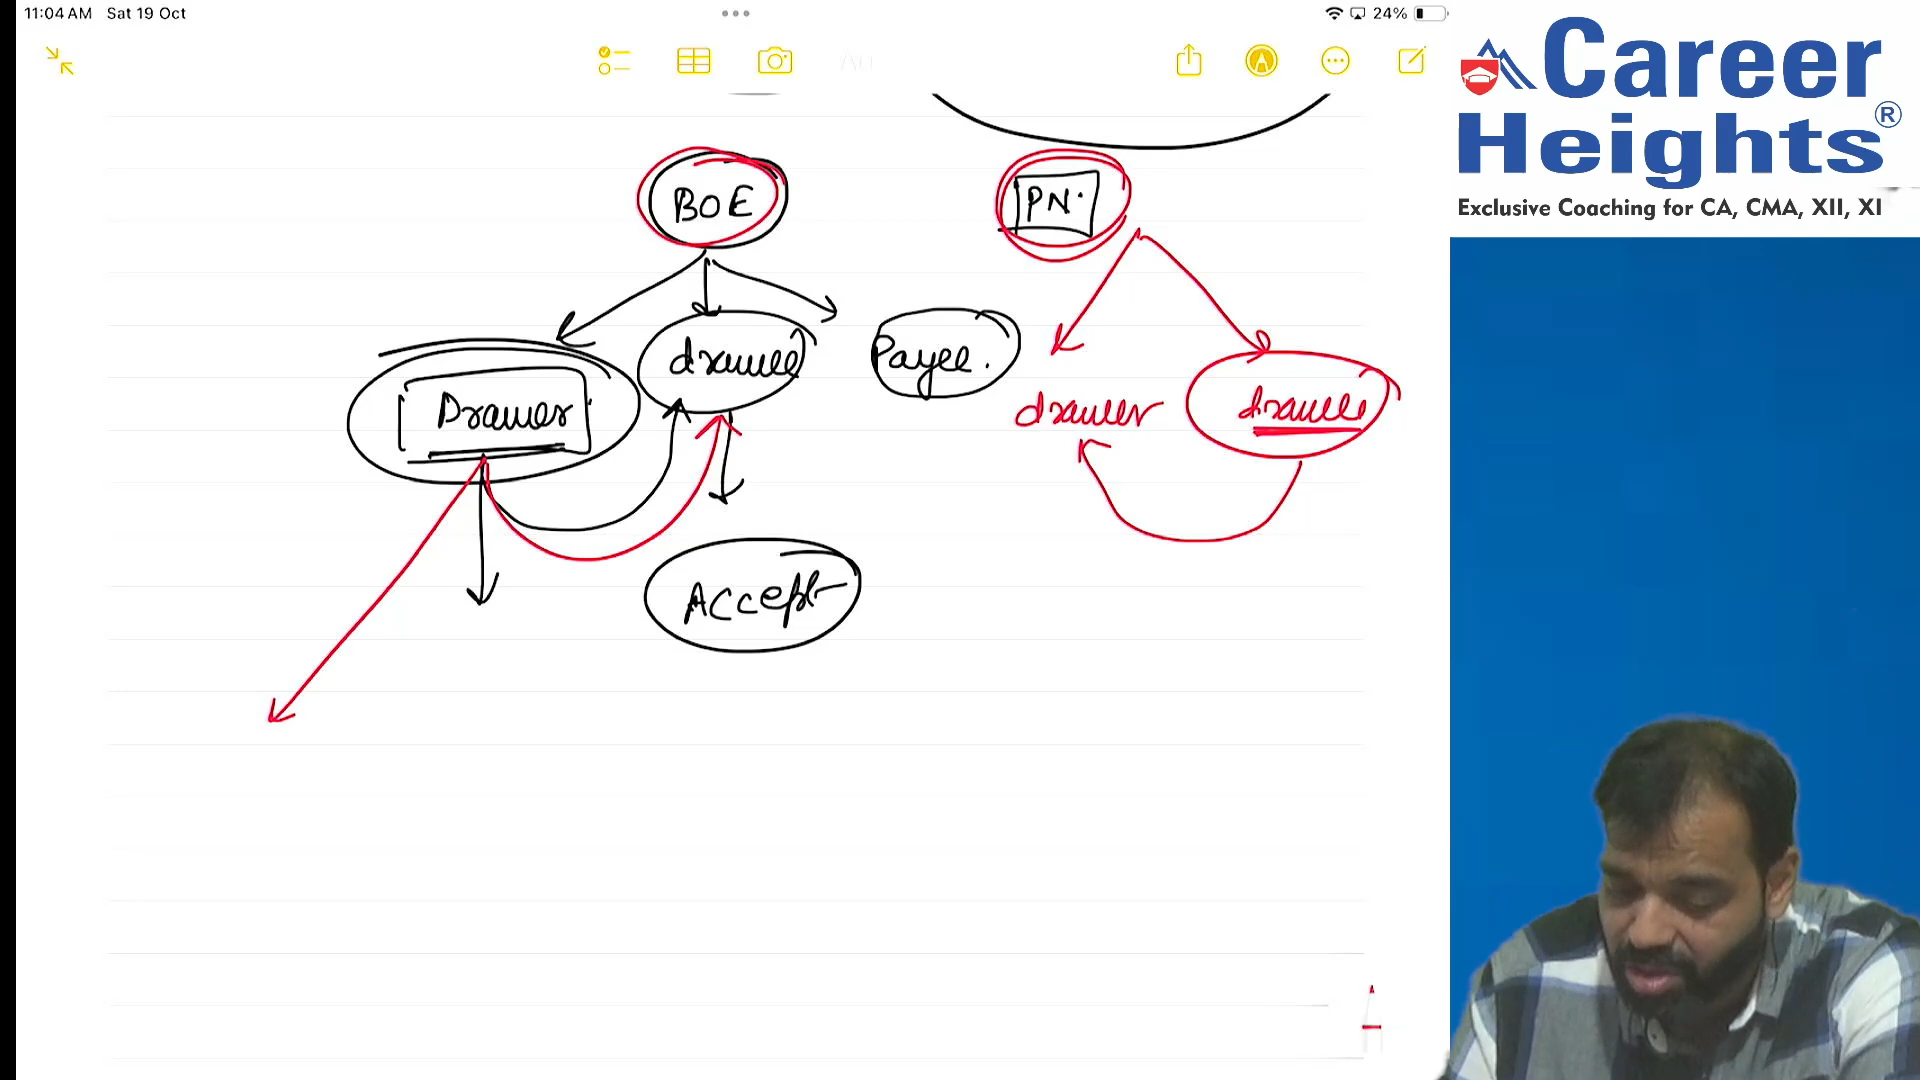 11:04 AM Sat 19 Oct
24%
Career
Heights®
Exclusive Coaching for CA, CMA, XII, XI
BOE
PN.
Drawer
drawee
Payee.
drawer
drawee
Accept